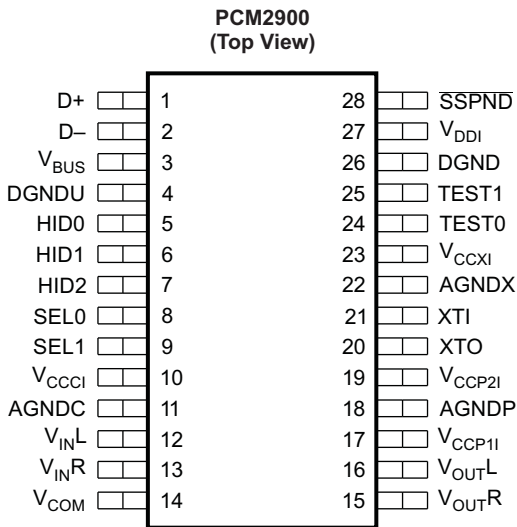 PCM2900
(Top View)
D+ 1 28 SSPND
D– 2 27 VDDI
VBUS 3 26 DGND
DGNDU 4 25 TEST1
HID0 5 24 TEST0
HID1 6 23 VCCXI
HID2 7 22 AGNDX
SEL0 8 21 XTI
SEL1 9 20 XTO
VCCCI 10 19 VCCP2I
AGNDC 11 18 AGNDP
VINL 12 17 VCCP1I
VINR 13 16 VOUTL
VCOM 14 15 VOUTR